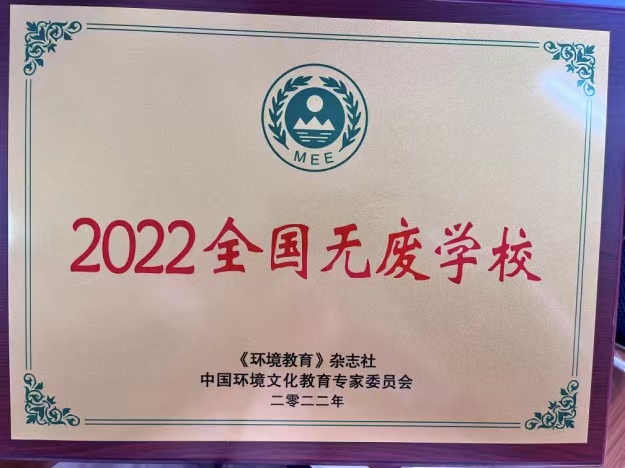 MEE
2022全国无废学校
《环境教育》杂志社
中国环境文化教育专家委员会
二零二二年